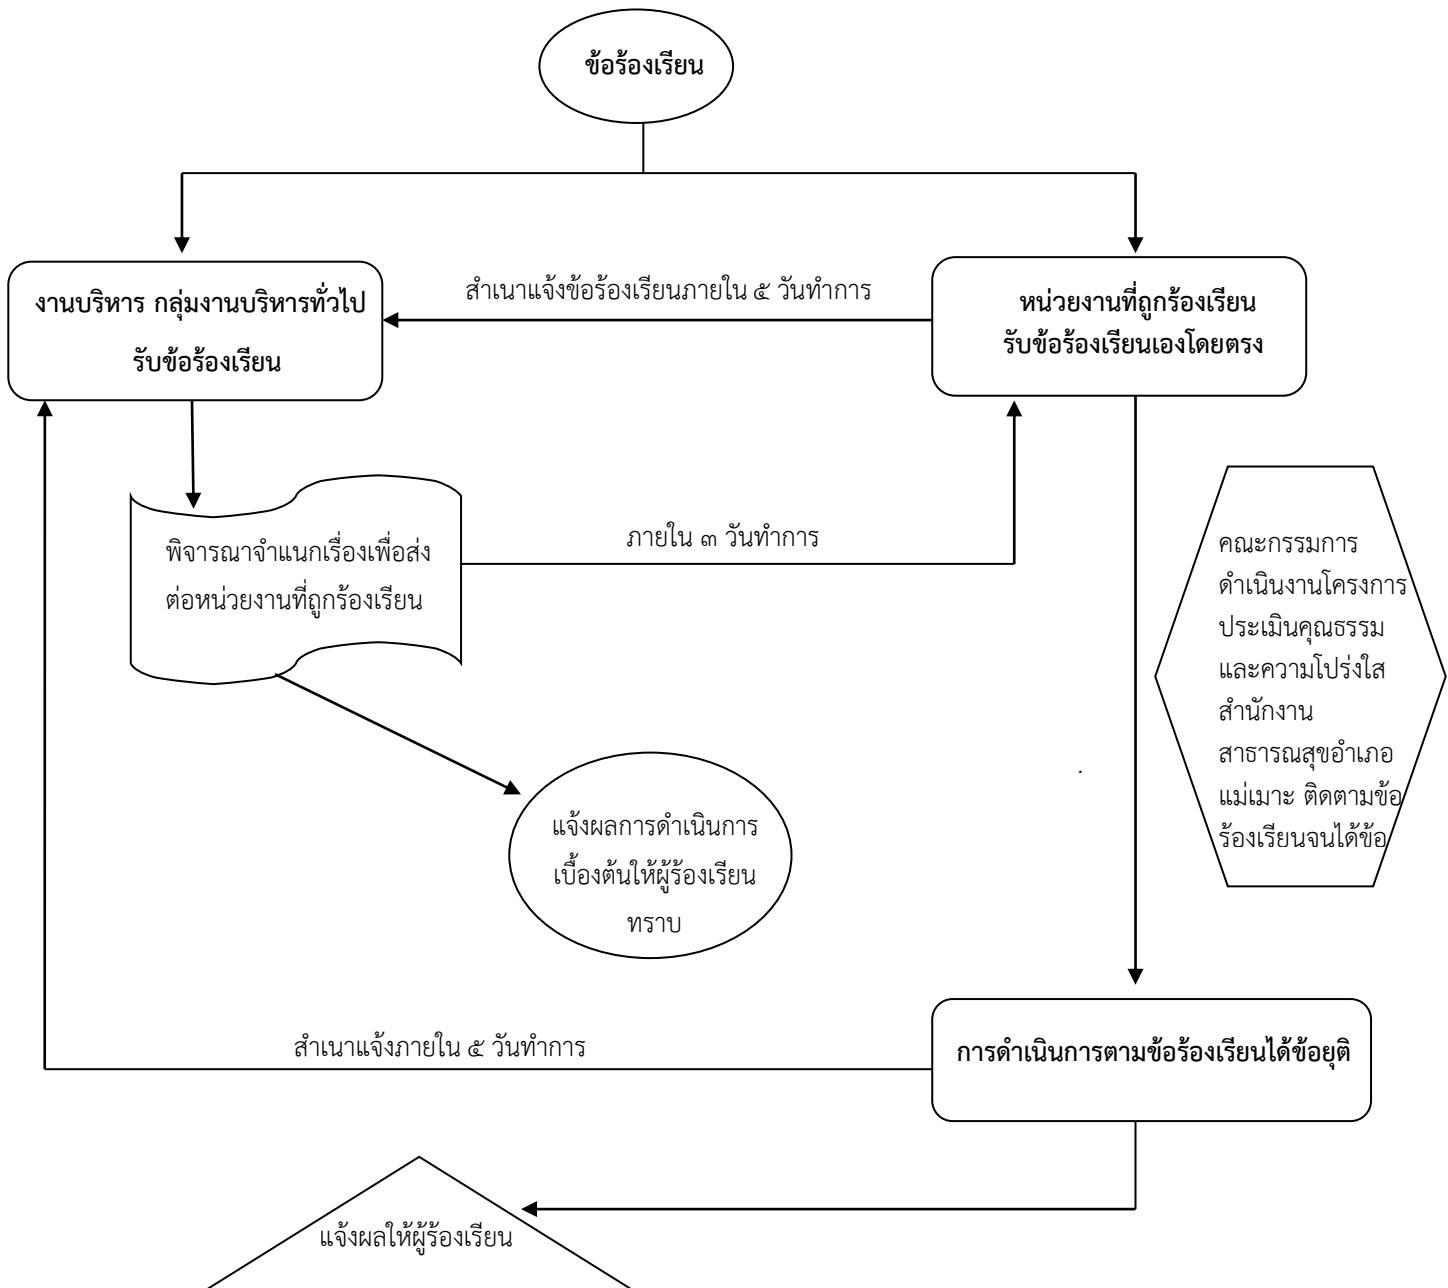 ข้อร้องเรียน
งานบริหาร กลุ่มงานบริหารทั่วไป
รับข้อร้องเรียน
สำเนาแจ้งข้อร้องเรียนภายใน ๕ วันทำการ
หน่วยงานที่ถูกร้องเรียน
รับข้อร้องเรียนเองโดยตรง
พิจารณาจำแนกเรื่องเพื่อส่ง
ต่อหน่วยงานที่ถูกร้องเรียน
ภายใน ๓ วันทำการ
คณะกรรมการ
ดำเนินงานโครงการ
ประเมินคุณธรรม
และความโปร่งใส
สำนักงาน
สาธารณสุขอำเภอ
แม่เมาะ ติดตามข้อ
ร้องเรียนจนได้ข้อ
แจ้งผลการดำเนินการ
เบื้องต้นให้ผู้ร้องเรียน
ทราบ
สำเนาแจ้งภายใน ๕ วันทำการ
การดำเนินการตามข้อร้องเรียนได้ข้อยุติ
แจ้งผลให้ผู้ร้องเรียน